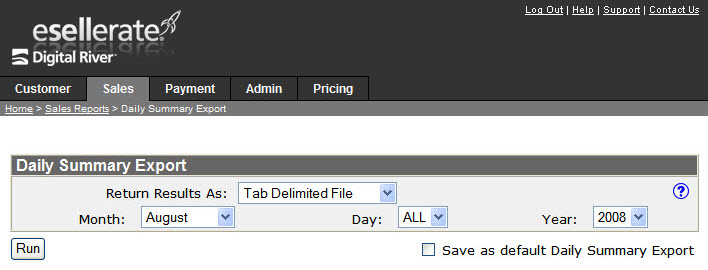 Log Out | Help | Support | Contact Us
esellerate.
Digital River
Customer Sales Payment Admin Pricing
Home > Sales Reports > Daily Summary Export
Daily Summary Export
Return Results As: Tab Delimited File ?
Month: August Day: ALL Year: 2008
Run Save as default Daily Summary Export